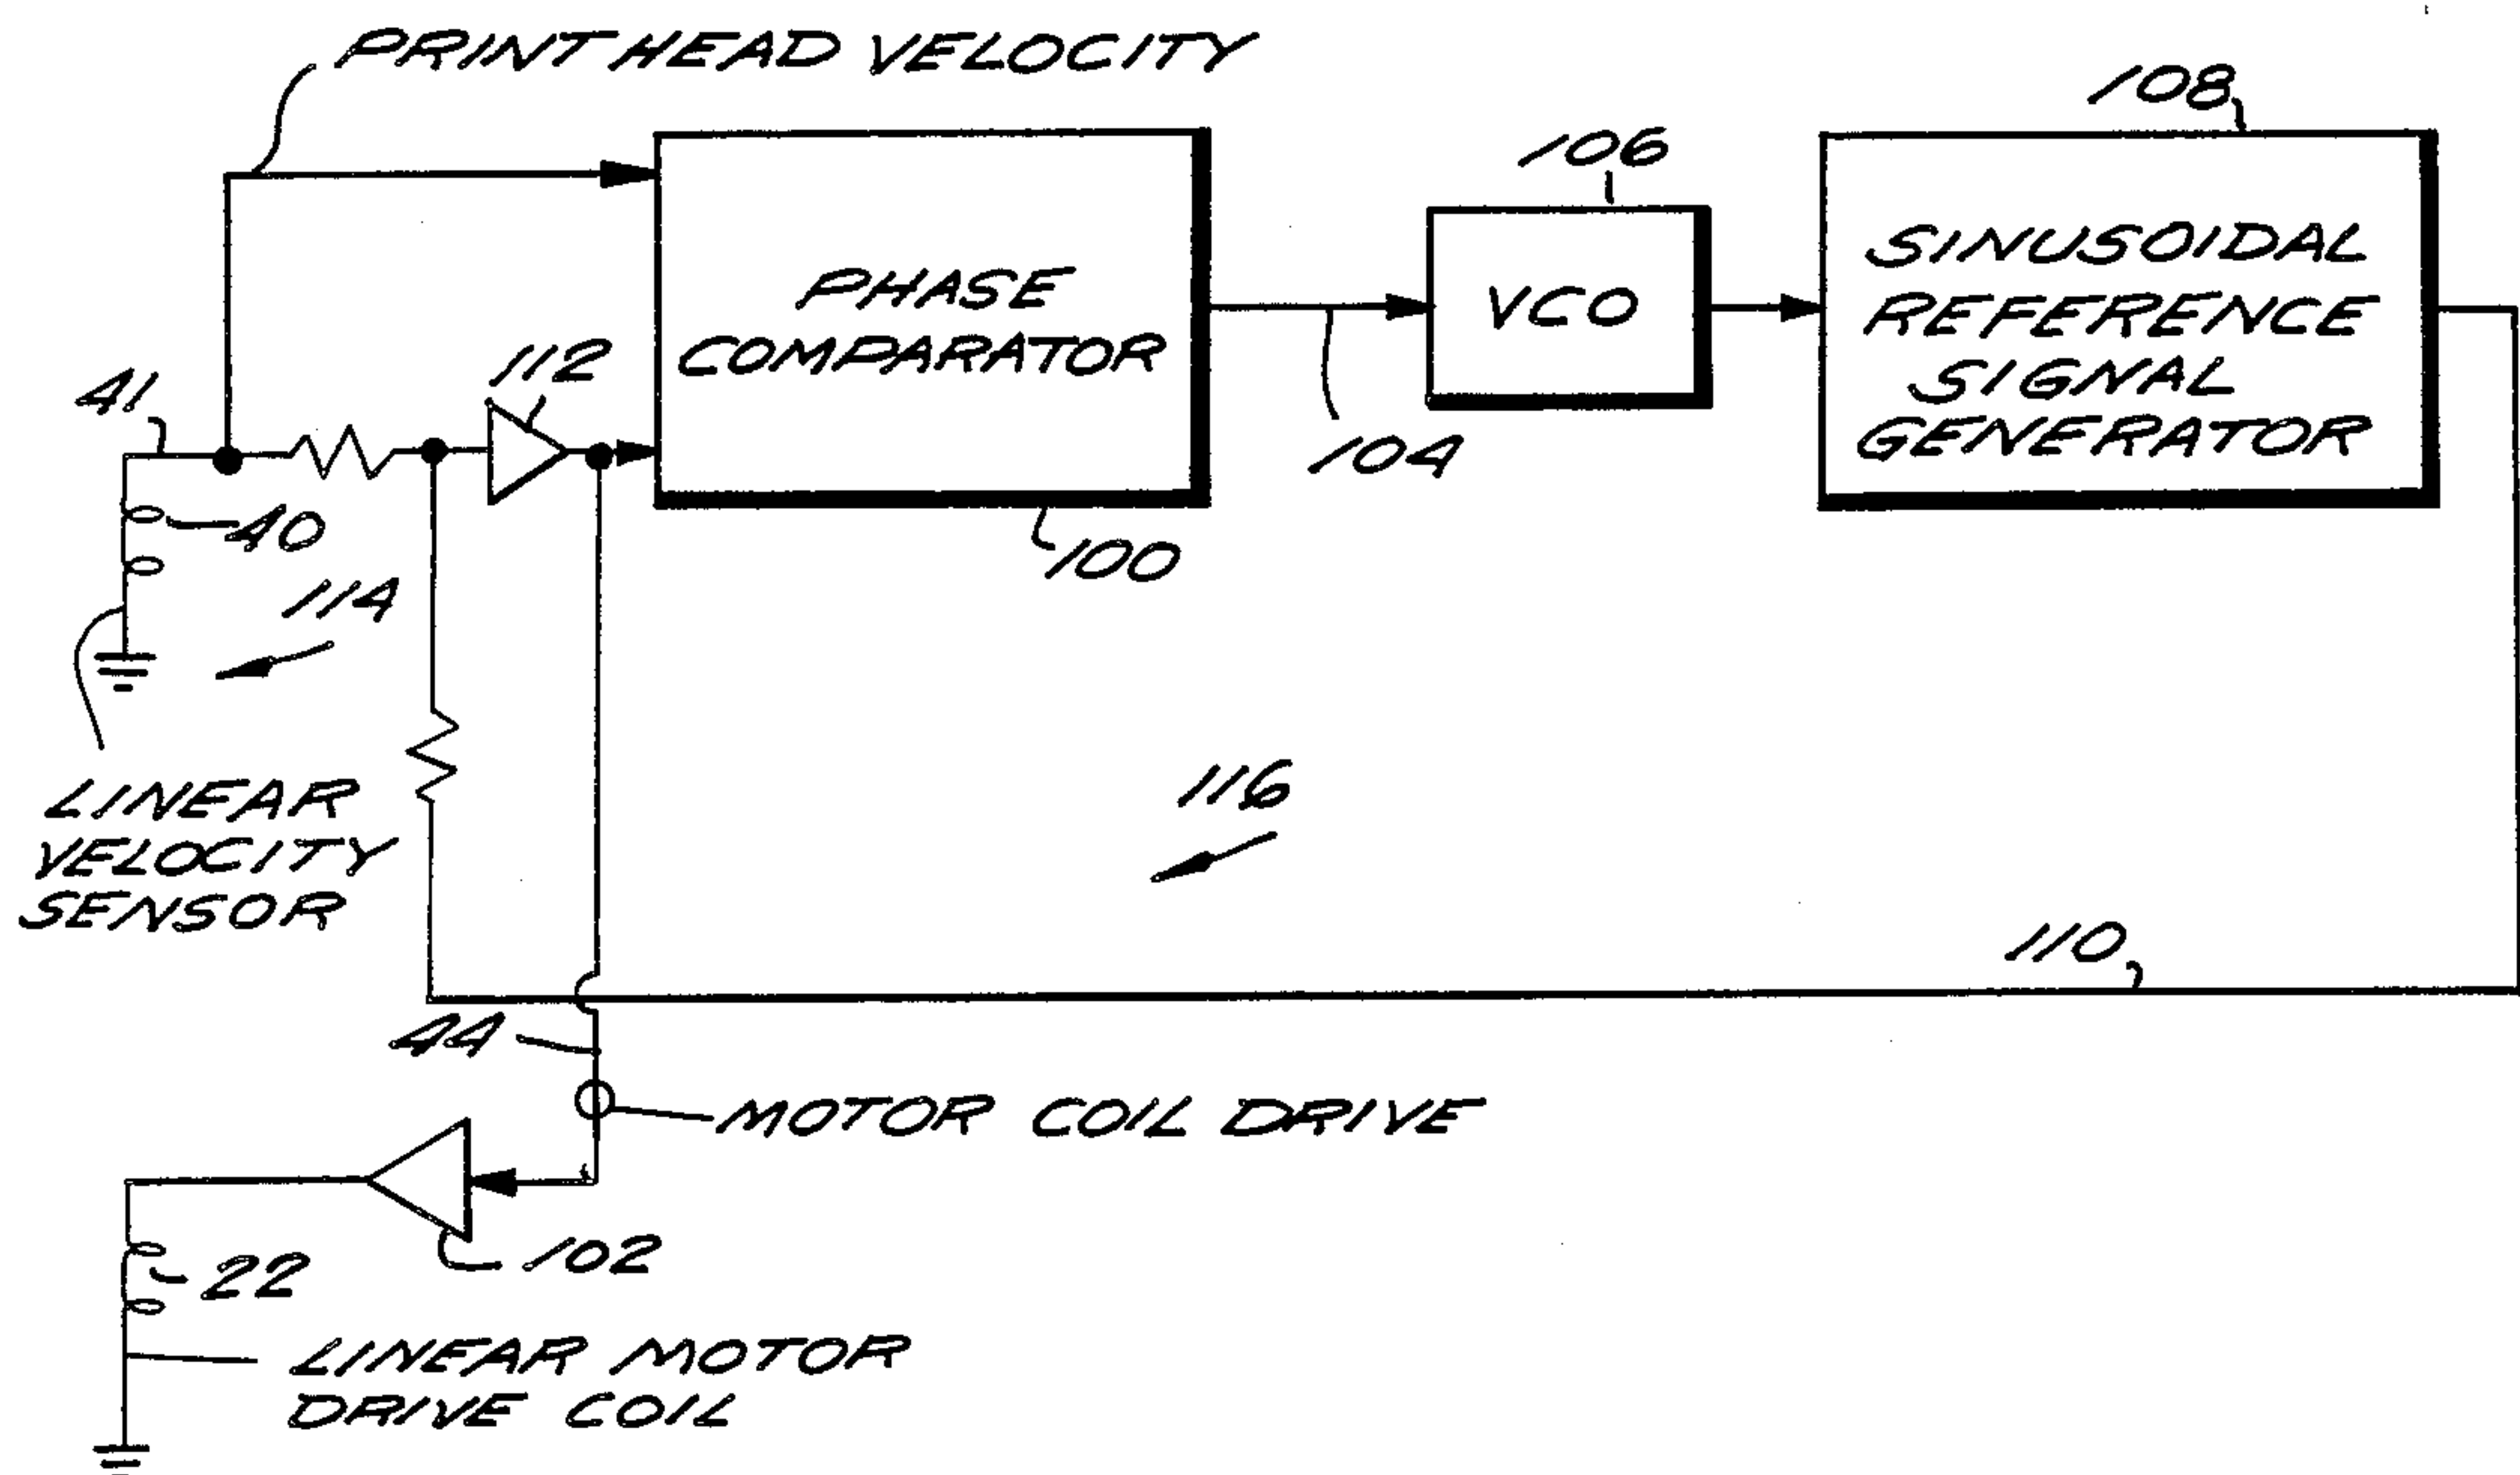 PRINT HEAD VELOCITY
108
106
PHASE
COMPARATOR
VCO
SINUSOIDAL
REFERENCE
SIGNAL
GENERATOR
112
41
104
40
100
114
116
LINEAR
VELOCITY
SENSOR
110
44
MOTOR COIL DRIVE
102
22
LINEAR MOTOR
DRIVE COIL